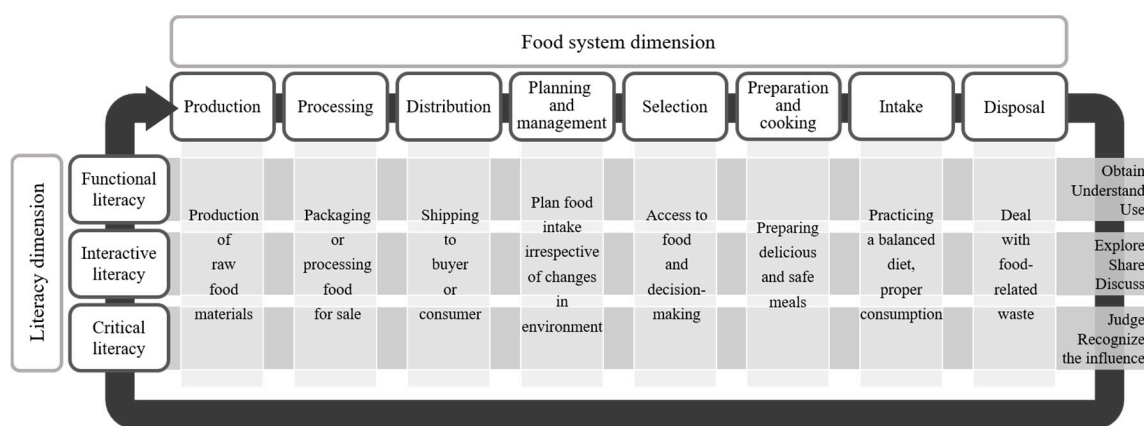 Food system dimension
Production
Processing
Distribution
Planning
and
management
Selection
Preparation
and
cooking
Intake
Disposal
Literacy dimension
Functional
literacy
Interactive
literacy
Critical
literacy
Production
of
raw
food
materials
Packaging
or
processing
food
for sale
Shipping
to
buyer
or
consumer
Plan food
intake
irrespective
of changes
in
environment
Access to
food
and
decision-
making
Preparing
delicious
and safe
meals
Practicing
a balanced
diet,
proper
consumption
Deal
with
food-
related
waste
Obtain
Understand
Use
Explore
Share
Discuss
Judge
Recognize
the influence